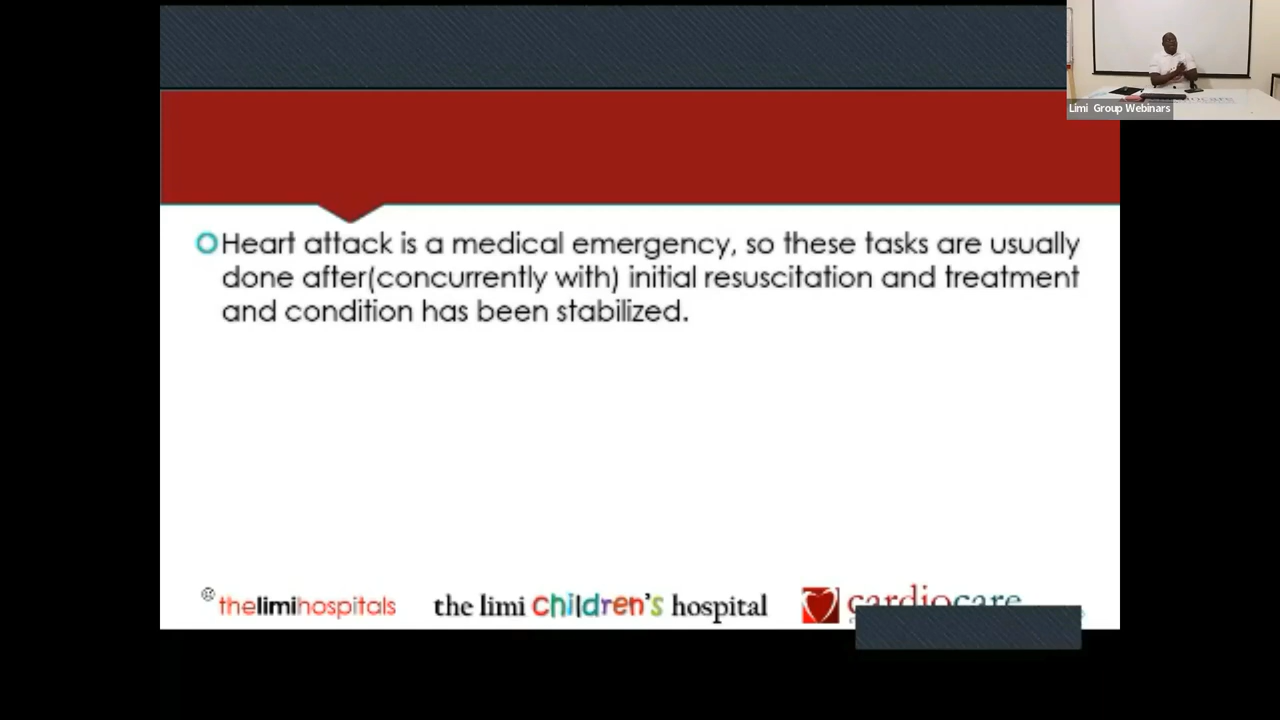 Limi Group Webinars
Heart attack is a medical emergency, so these tasks are usually
done after(concurrently with) initial resuscitation and treatment
and condition has been stabilized.
thelimihospitals
the limi children's hospital
cardiocare